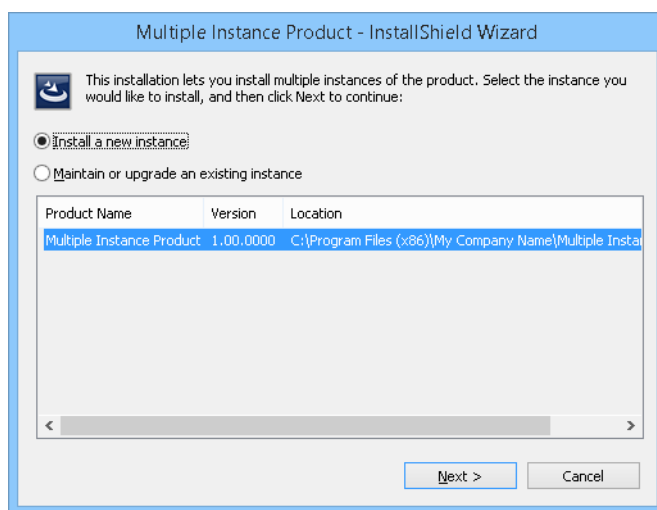 Multiple Instance Product - InstallShield Wizard
This installation lets you install multiple instances of the product. Select the instance you
would like to install, and then click Next to continue:
Install a new instance
Maintain or upgrade an existing instance
Product Name Version Location
Multiple Instance Product 1.00.0000 C:\Program Files (x86)\My Company Name\Multiple Instar
Next > Cancel